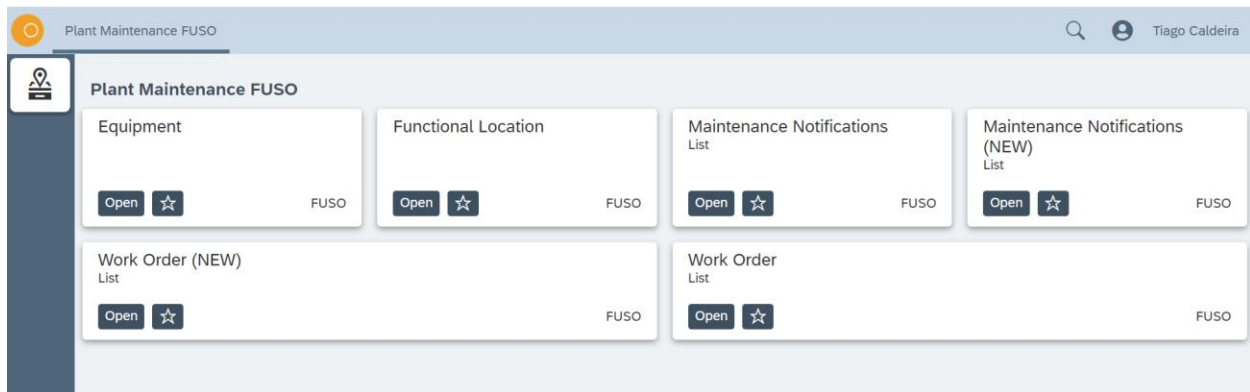 Plant Maintenance FUSO
Tiago Caldeira
Plant Maintenance FUSO
Equipment
Open
FUSO
Functional Location
Open
FUSO
Maintenance Notifications
List
Open
FUSO
Maintenance Notifications
(NEW)
List
Open
FUSO
Work Order (NEW)
List
Open
FUSO
Work Order
List
Open
FUSO